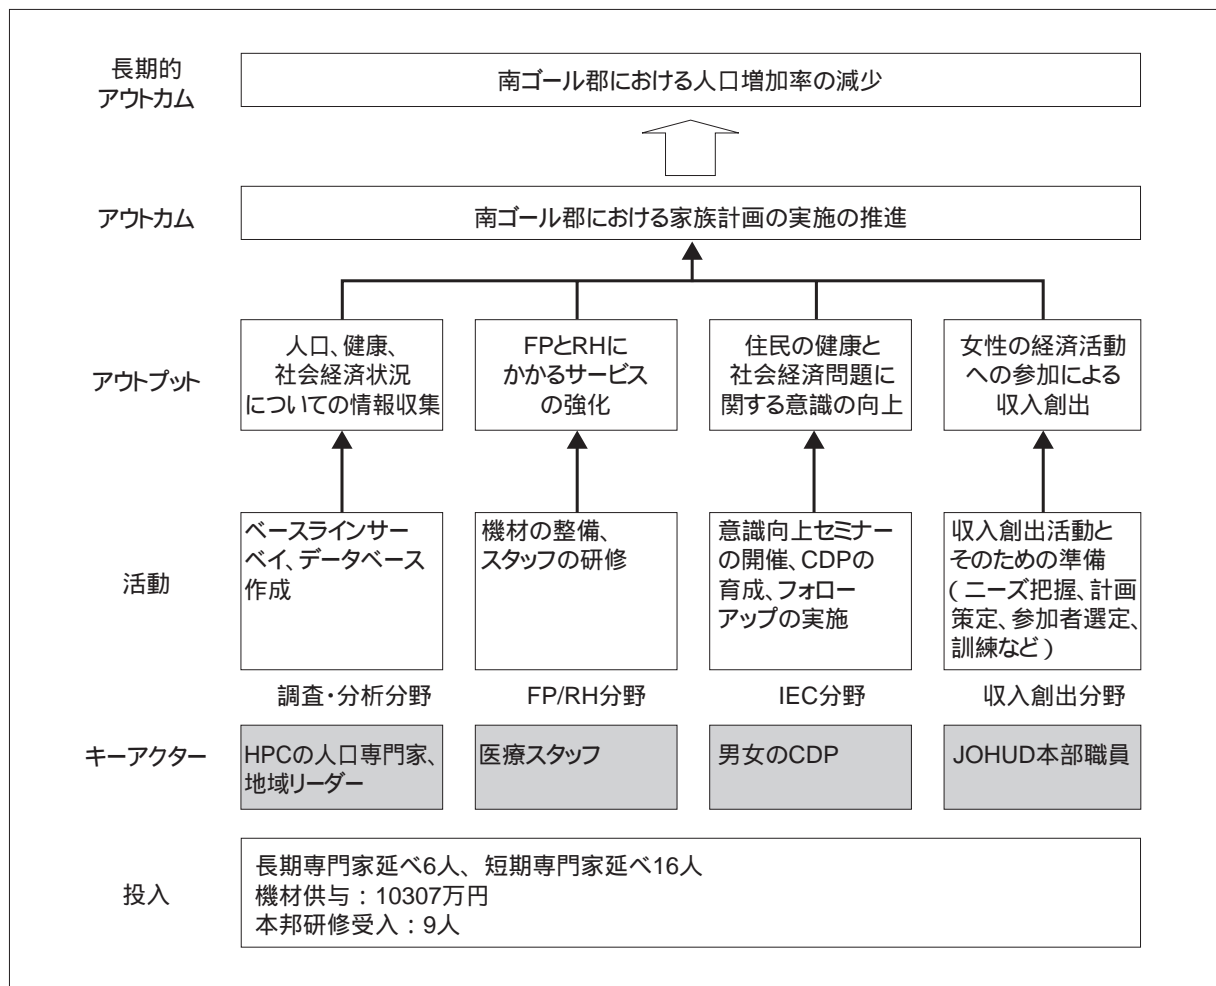 長期的
アウトカム
南ゴール郡における人口増加率の減少
アウトカム
南ゴール郡における家族計画の実施の推進
アウトプット
人口、健康、
社会経済状況
についての情報収集
FPとRHに
かかるサービス
の強化
住民の健康と
社会経済問題に
関する意識の向上
女性の経済活動
への参加による
収入創出
活動
ベースラインサー
ベイ、データベース
作成
機材の整備、
スタッフの研修
意識向上セミナー
の開催、CDPの
育成、フォロー
アップの実施
収入創出活動と
そのための準備
(ニーズ把握、計画
策定、参加者選定、
訓練など)
調査・分析分野
FP/RH分野
IEC分野
収入創出分野
キーアクター
HPCの人口専門家、
地域リーダー
医療スタッフ
男女のCDP
JOHUD本部職員
投入
長期専門家延べ6人、短期専門家延べ16人
機材供与:10307万円
本邦研修受入:9人